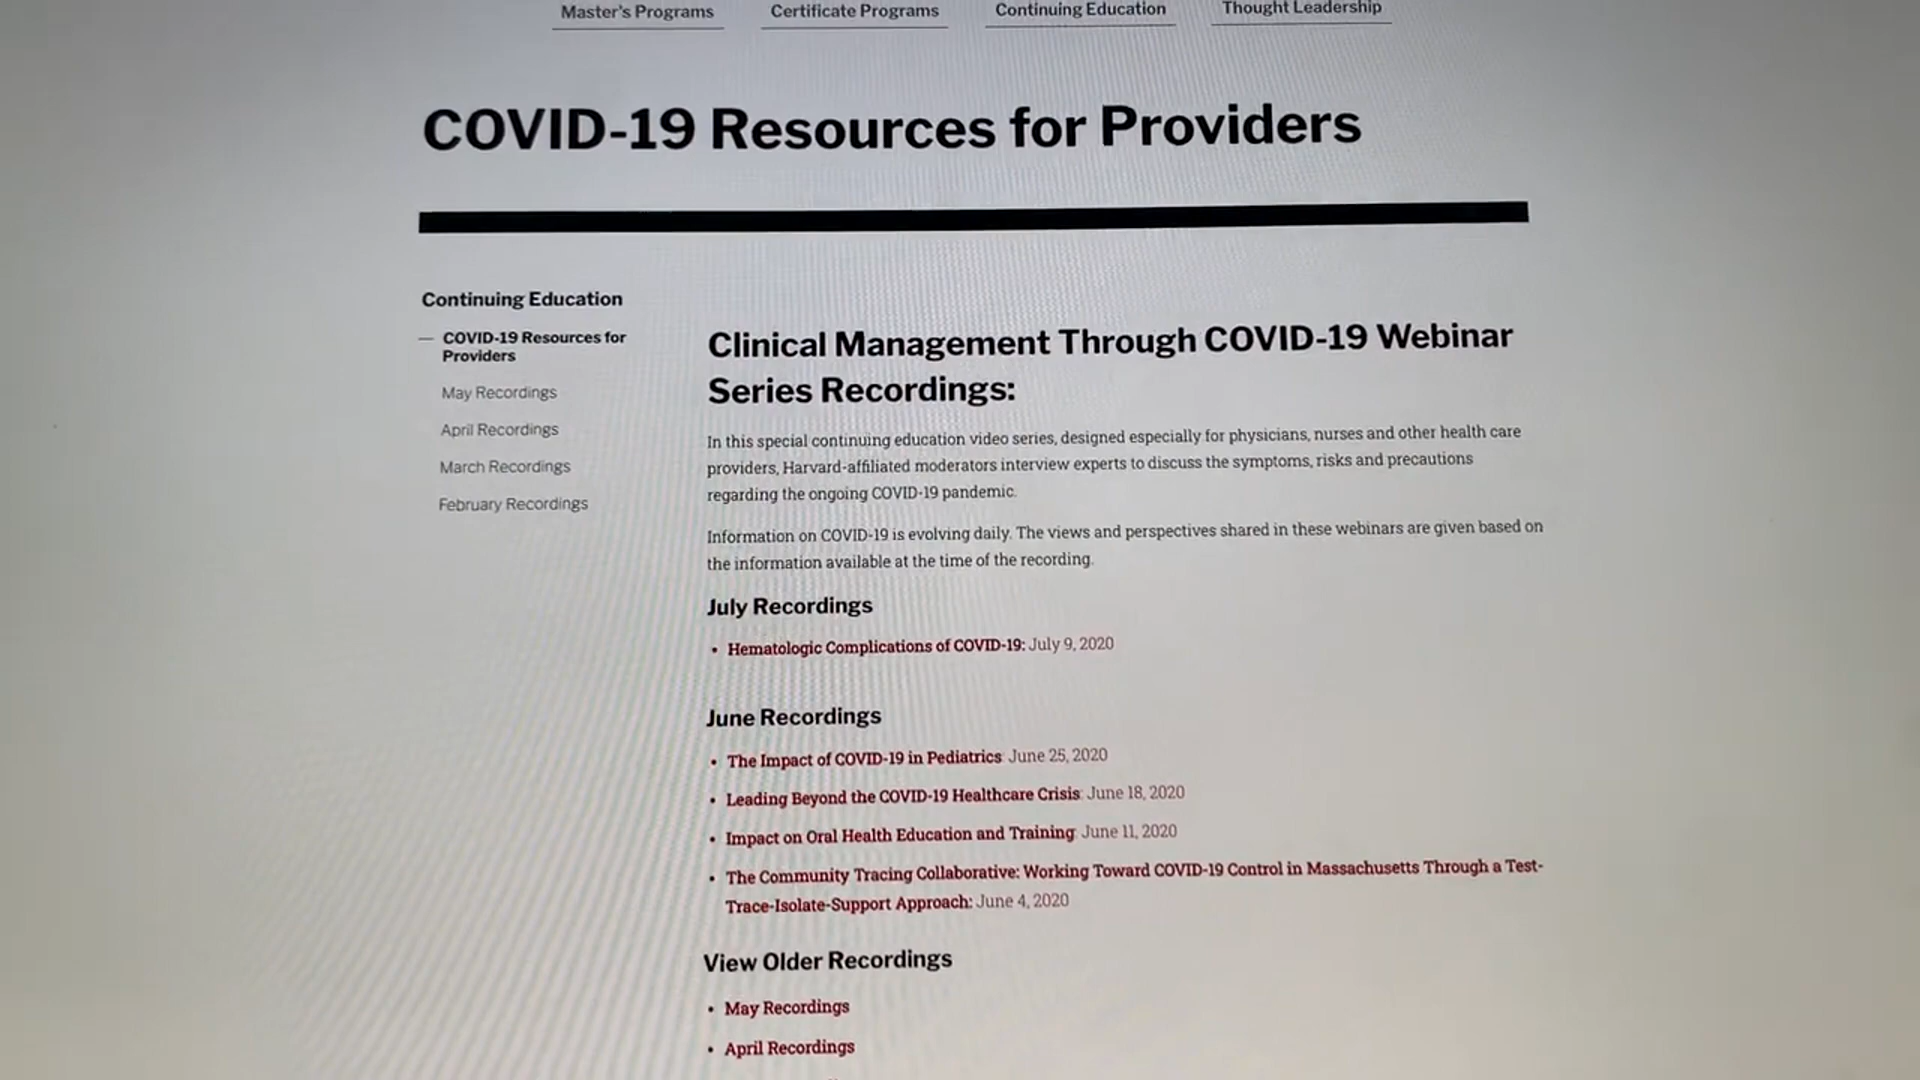 Master's Programs Certificate Programs Continuing Education Thought Leadership
COVID-19 Resources for Providers
Continuing Education
— COVID-19 Resources for
Providers
May Recordings
April Recordings
March Recordings
February Recordings
Clinical Management Through COVID-19 Webinar
Series Recordings:
In this special continuing education video series, designed especially for physicians, nurses and other health care
providers, Harvard-affiliated moderators interview experts to discuss the symptoms, risks and precautions
regarding the ongoing COVID-19 pandemic.
Information on COVID-19 is evolving daily. The views and perspectives shared in these webinars are given based on
the information available at the time of the recording.
July Recordings
• Hematologic Complications of COVID-19: July 9, 2020
June Recordings
• The Impact of COVID-19 in Pediatrics: June 25, 2020
• Leading Beyond the COVID-19 Healthcare Crisis: June 18, 2020
• Impact on Oral Health Education and Training: June 11, 2020
• The Community Tracing Collaborative: Working Toward COVID-19 Control in Massachusetts Through a Test-
Trace-Isolate-Support Approach: June 4, 2020
View Older Recordings
• May Recordings
• April Recordings